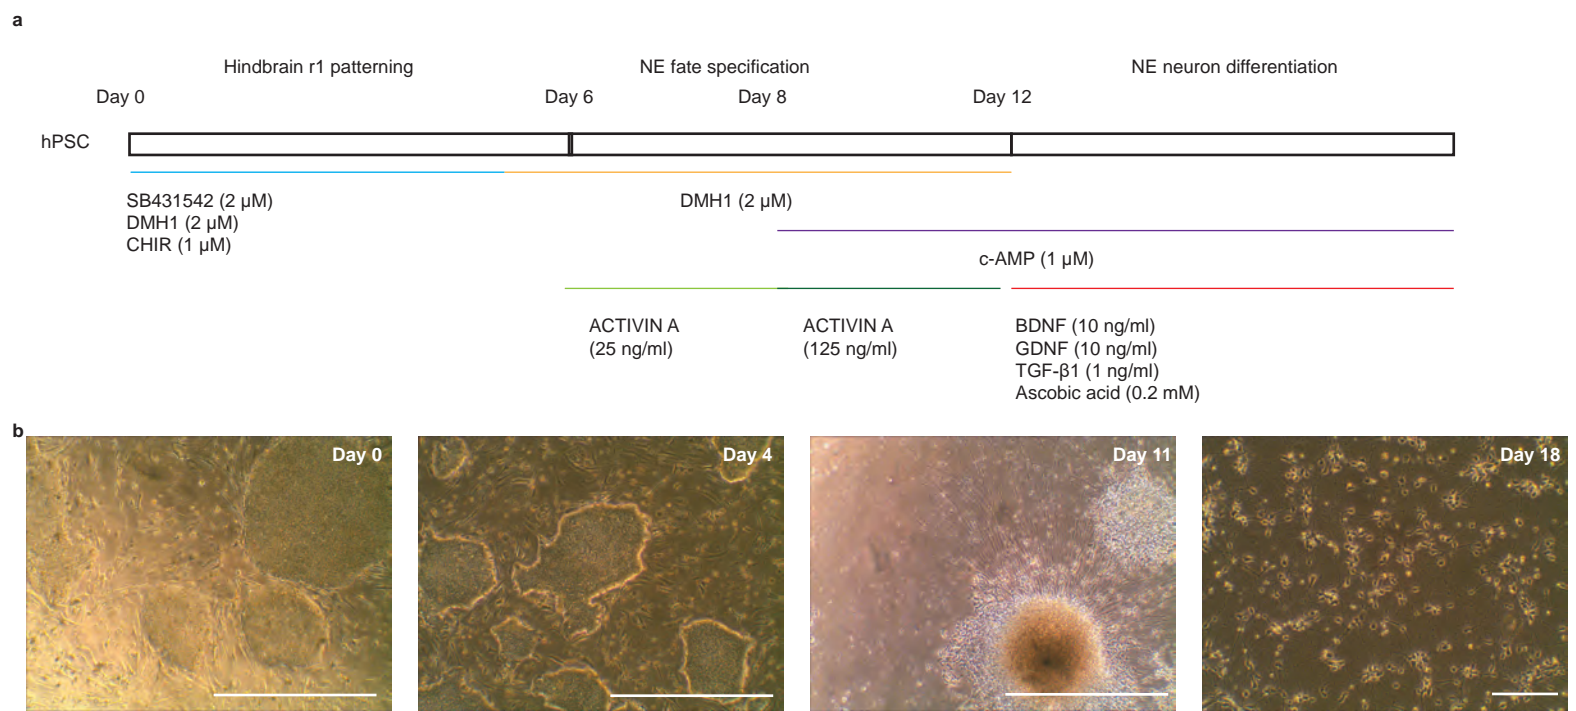 a
Hindbrain r1 patterning
NE fate specification
NE neuron differentiation
Day 0
Day 6
Day 8
Day 12
hPSC
SB431542 (2 µM)
DMH1 (2 µM)
CHIR (1 µM)
DMH1 (2 µM)
c-AMP (1 µM)
ACTIVIN A
(25 ng/ml)
ACTIVIN A
(125 ng/ml)
BDNF (10 ng/ml)
GDNF (10 ng/ml)
TGF-β1 (1 ng/ml)
Ascobic acid (0.2 mM)
b
Day 0
Day 4
Day 11
Day 18